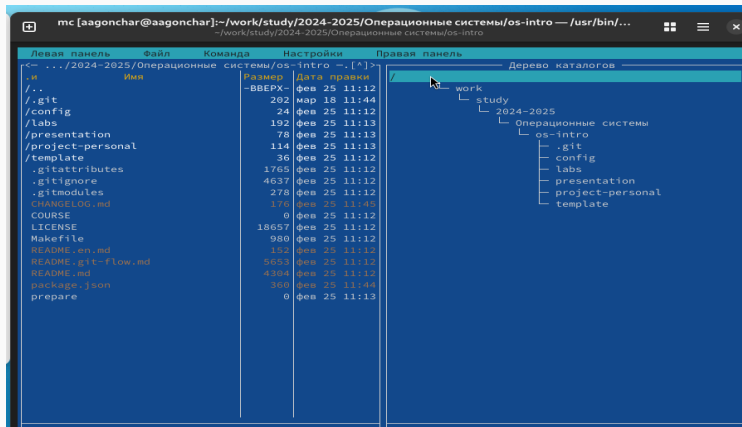 mc [aagonchar@aagonchar]:~/work/study/2024-2025/Операционные системы/os-intro — /usr/bin/...
~/work/study/2024-2025/Операционные системы/os-intro
Левая панель Файл Команда Настройки Правая панель
<— .../2024-2025/Операционные системы/os-intro —.[^]>
.и Имя Размер Дата правки
/.. -ВВЕРХ- фев 25 11:12
/.git 202 мар 18 11:44
/config 24 фев 25 11:12
/labs 192 фев 25 11:13
/presentation 78 фев 25 11:13
/project-personal 114 фев 25 11:13
/template 36 фев 25 11:12
.gitattributes 1765 фев 25 11:12
.gitignore 4637 фев 25 11:12
.gitmodules 278 фев 25 11:12
CHANGELOG.md 176 фев 25 11:45
COURSE 0 фев 25 11:12
LICENSE 18657 фев 25 11:12
Makefile 980 фев 25 11:12
README.en.md 152 фев 25 11:12
README.git-flow.md 5653 фев 25 11:12
README.md 4304 фев 25 11:12
package.json 360 фев 25 11:44
prepare 0 фев 25 11:13
Дерево каталогов
/
work
study
2024-2025
Операционные системы
os-intro
.git
config
labs
presentation
project-personal
template